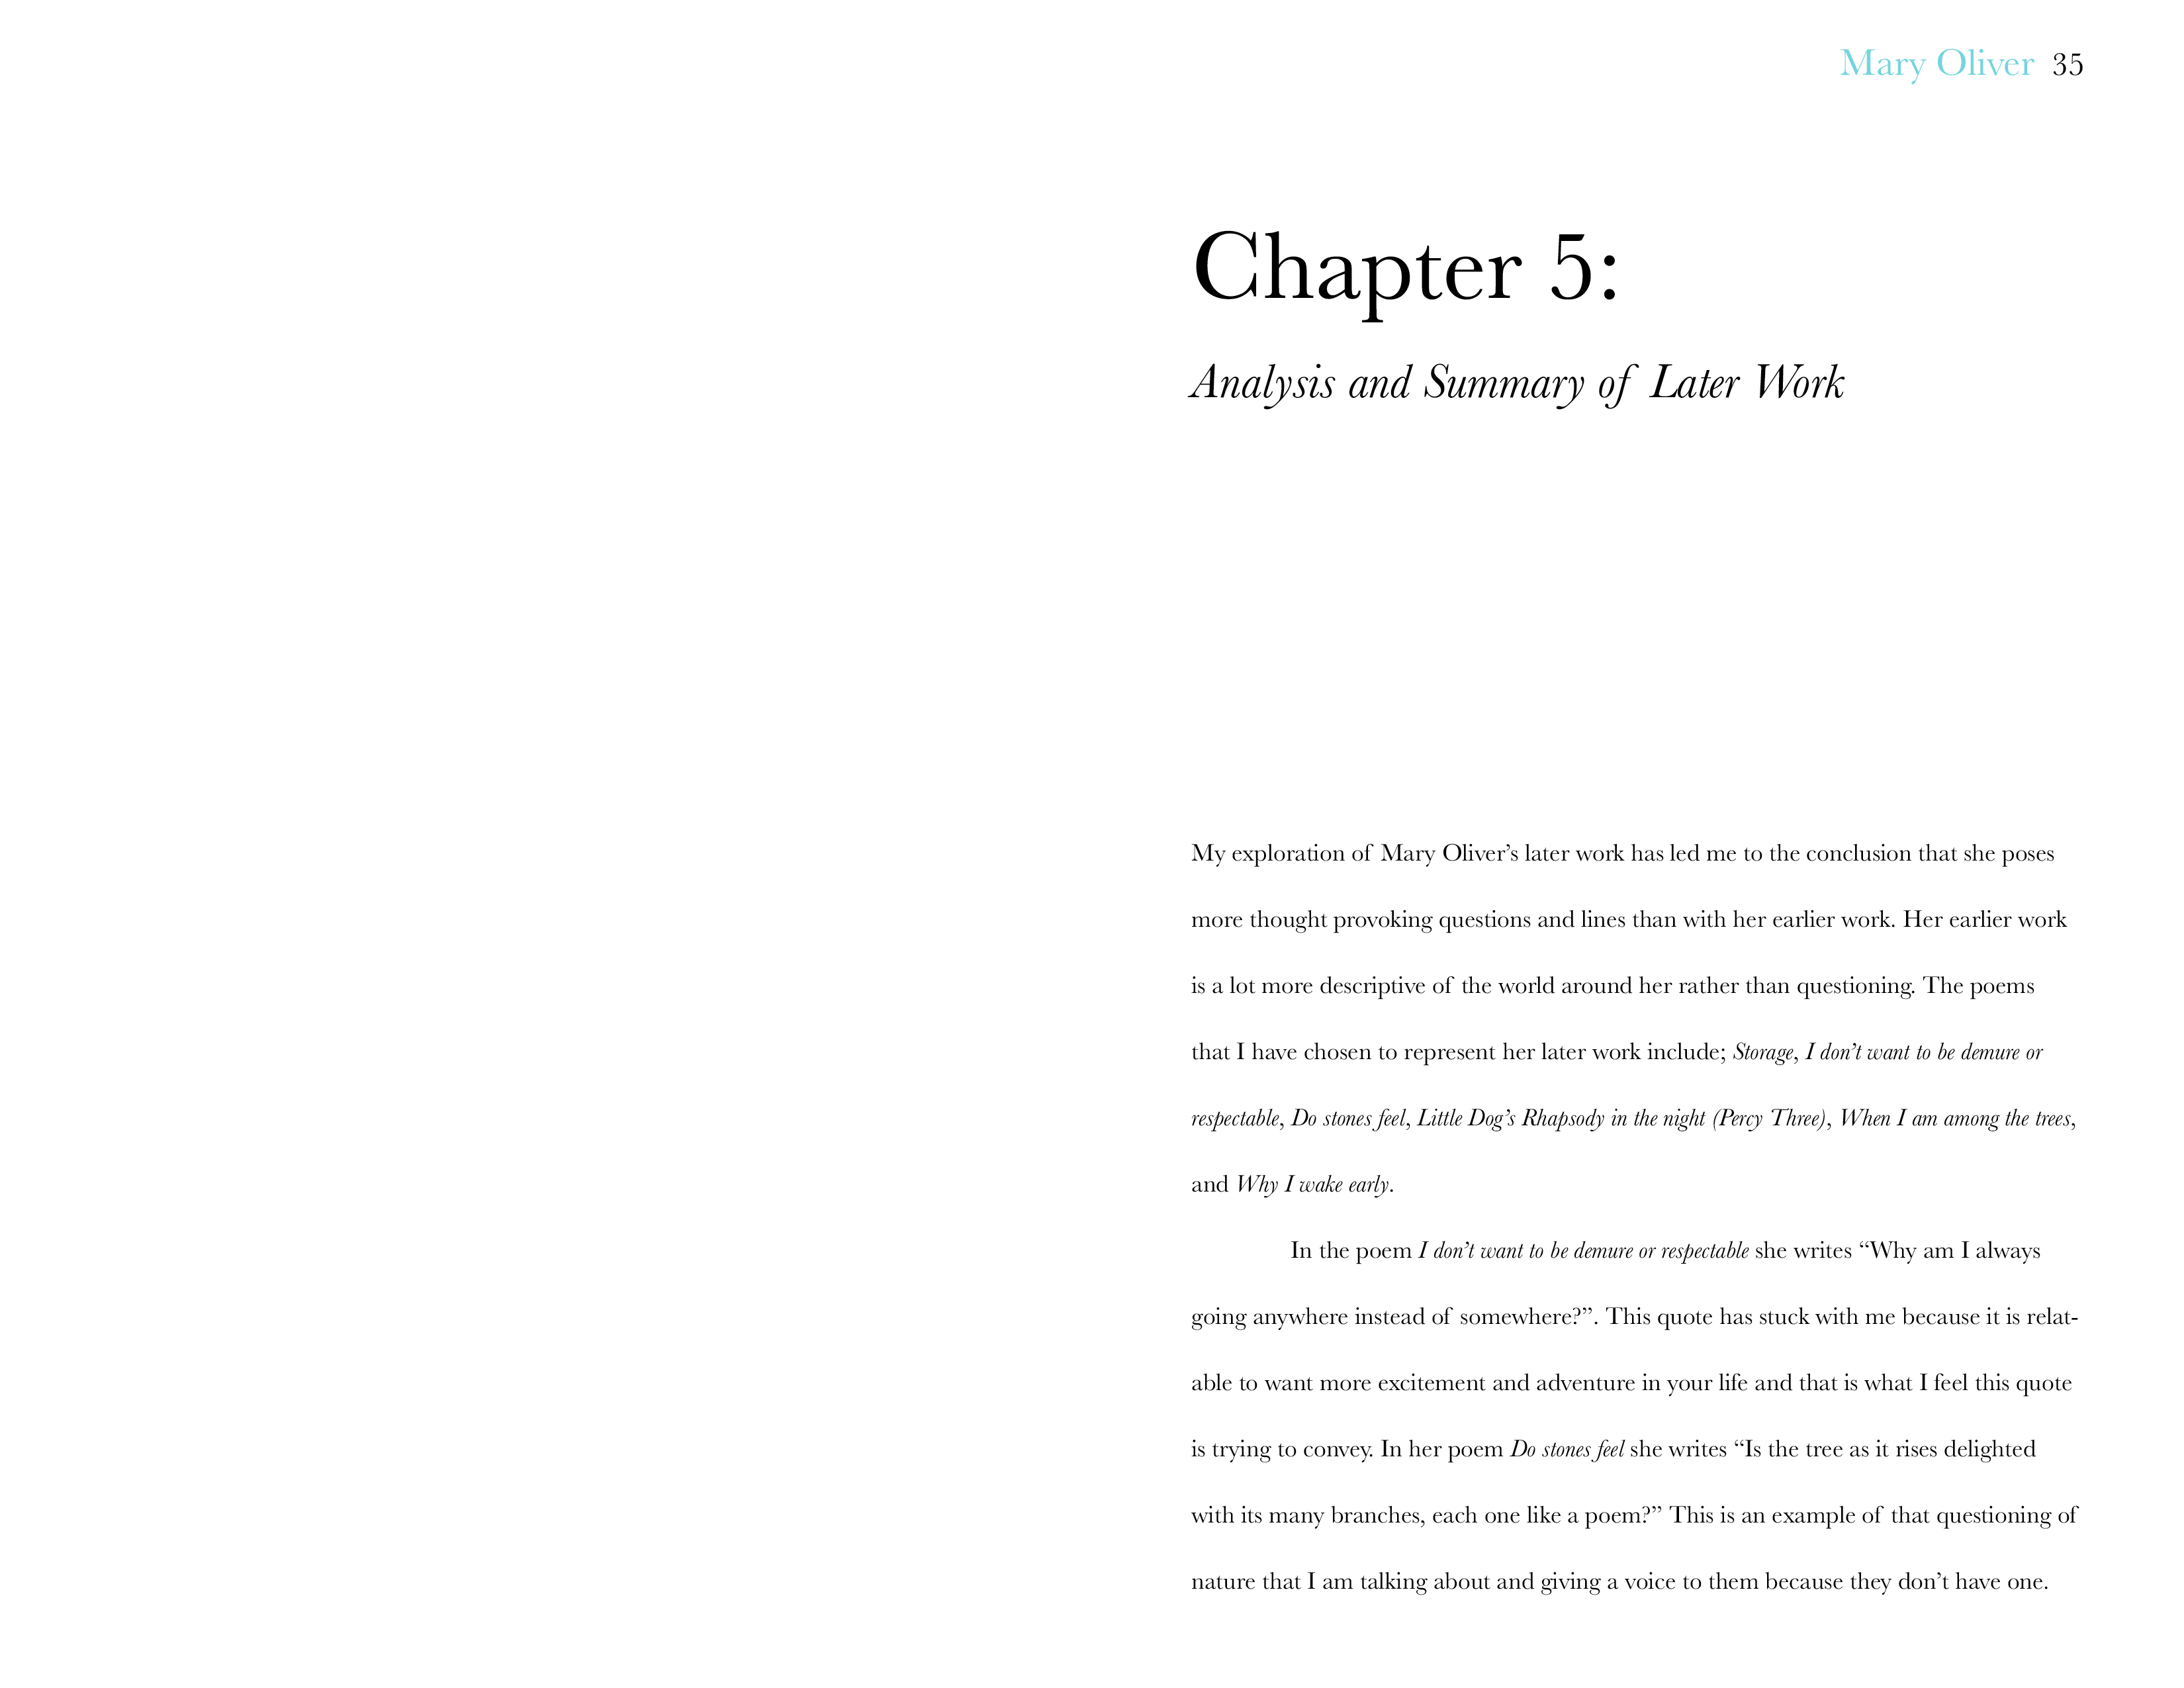 Mary Oliver 35
Chapter 5:
Analysis and Summary of Later Work
My exploration of Mary Oliver’s later work has led me to the conclusion that she poses
more thought provoking questions and lines than with her earlier work. Her earlier work
is a lot more descriptive of the world around her rather than questioning. The poems
that I have chosen to represent her later work include; Storage, I don’t want to be demure or
respectable, Do stones feel, Little Dog’s Rhapsody in the night (Percy Three), When I am among the trees,
and Why I wake early.
In the poem I don’t want to be demure or respectable she writes “Why am I always
going anywhere instead of somewhere?”. This quote has stuck with me because it is relat-
able to want more excitement and adventure in your life and that is what I feel this quote
is trying to convey. In her poem Do stones feel she writes “Is the tree as it rises delighted
with its many branches, each one like a poem?” This is an example of that questioning of
nature that I am talking about and giving a voice to them because they don’t have one.